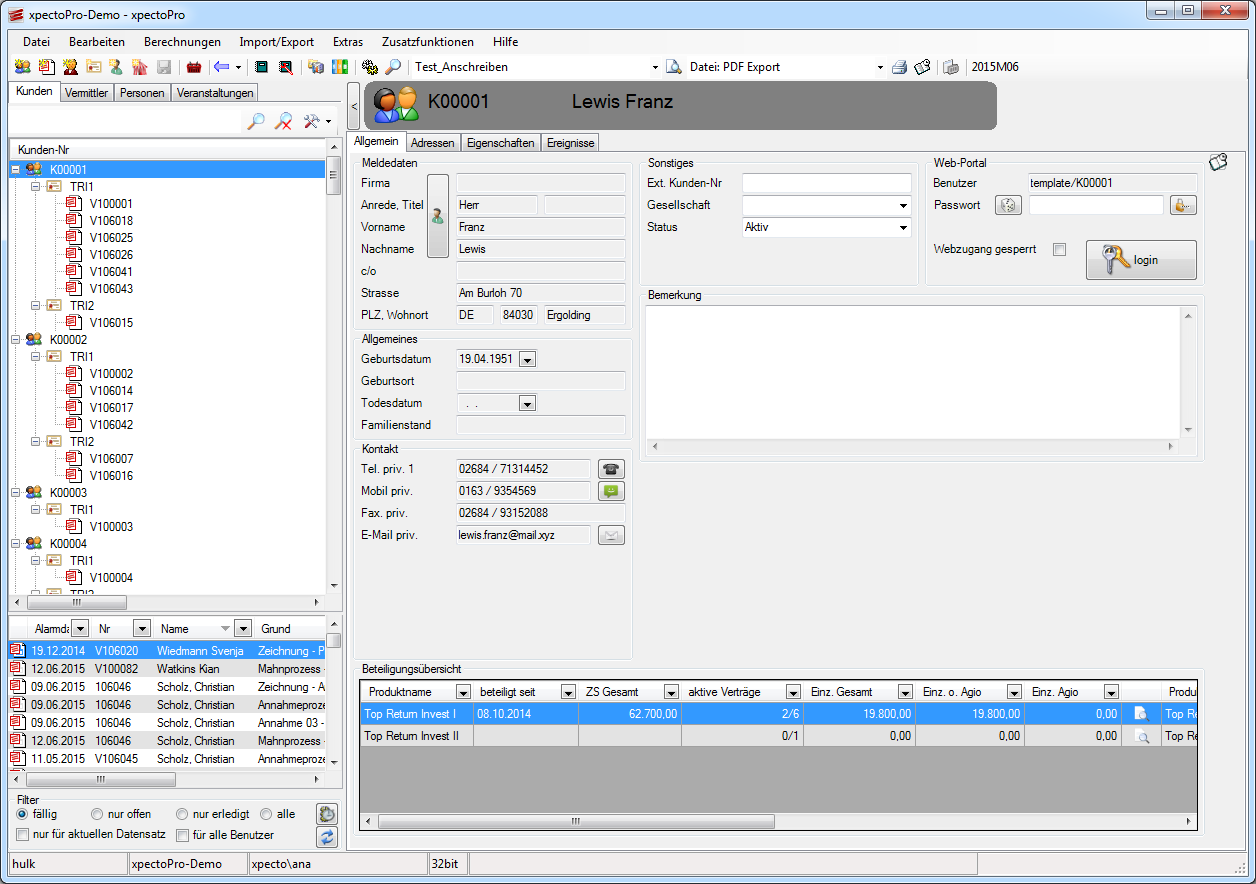 xpectoPro-Demo - xpectoPro
Datei Bearbeiten Berechnungen Import/Export Extras Zusatzfunktionen Hilfe
Test_Anschreiben Datei: PDF Export 2015M06
Kunden Vermittler Personen Veranstaltungen
Kunden-Nr
K00001
TRI1
V100001
V106018
V106025
V106026
V106041
V106043
TRI2
V106015
K00002
TRI1
V100002
V106014
V106017
V106042
TRI2
V106007
V106016
K00003
TRI1
V100003
K00004
TRI1
V100004
TRI2
Alarmda Nr Name Grund
19.12.2014 V106020 Wiedmann Svenja Zeichnung - P
12.06.2015 V100082 Watkins Kian Mahnprozess -
09.06.2015 106046 Scholz, Christian Zeichnung - A
09.06.2015 106046 Scholz, Christian Annahmeproze
09.06.2015 106046 Scholz, Christian Annahme 03 -
12.06.2015 106046 Scholz, Christian Mahnprozess -
11.05.2015 V106045 Scholz, Christian Annahmeproze
Filter
fällig nur offen nur erledigt alle
nur für aktuellen Datensatz für alle Benutzer
< K00001 Lewis Franz
Allgemein Adressen Eigenschaften Ereignisse
Meldedaten
Firma
Anrede, Titel Herr
Vorname Franz
Nachname Lewis
c/o
Strasse Am Burloh 70
PLZ, Wohnort DE 84030 Ergolding
Allgemeines
Geburtsdatum 19.04.1951
Geburtsort
Todesdatum . .
Familienstand
Kontakt
Tel. priv. 1 02684 / 71314452
Mobil priv. 0163 / 9354569
Fax. priv. 02684 / 93152088
E-Mail priv. lewis.franz@mail.xyz
Sonstiges
Ext. Kunden-Nr
Gesellschaft
Status Aktiv
Web-Portal
Benutzer template/K00001
Passwort
Webzugang gesperrt login
Bemerkung
Beteiligungsübersicht
Produktname beteiligt seit ZS Gesamt aktive Verträge Einz. Gesamt Einz. o. Agio Einz. Agio Produ
Top Return Invest I 08.10.2014 62.700,00 2/6 19.800,00 19.800,00 0,00 Top Re
Top Return Invest II 0/1 0,00 0,00 0,00 Top Re
hulk xpectoPro-Demo xpecto\ana 32bit